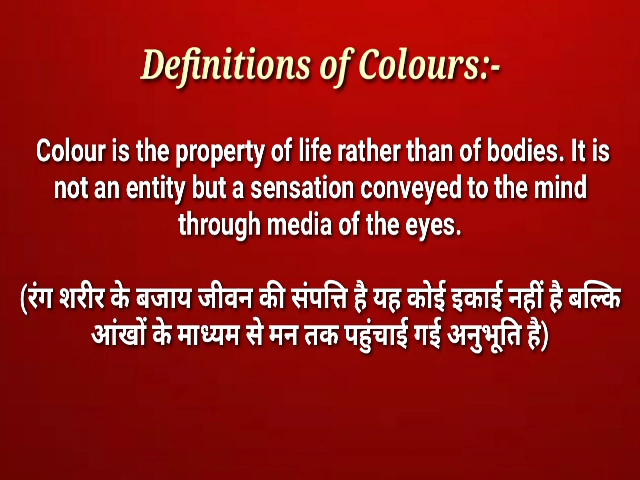 Definitions of Colours:-
Colour is the property of life rather than of bodies. It is
not an entity but a sensation conveyed to the mind
through media of the eyes.
(रंग शरीर के बजाय जीवन की संपत्ति है यह कोई इकाई नहीं है बल्कि
आंखों के माध्यम से मन तक पहुंचाई गई अनुभूति है)